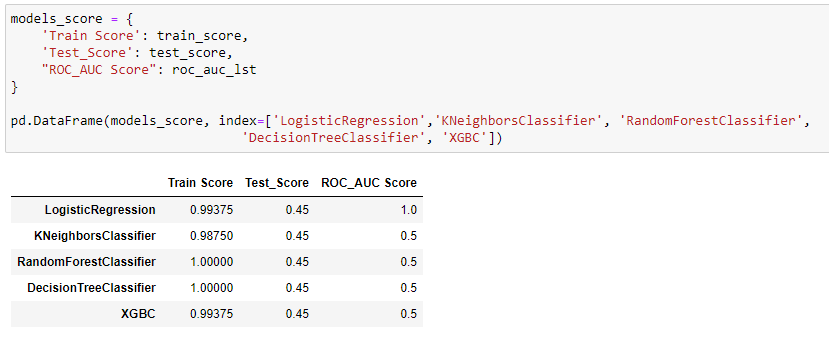 models_score = {
    'Train Score': train_score,
    'Test_Score': test_score,
    "ROC_AUC Score": roc_auc_lst
}
pd.DataFrame(models_score, index=['LogisticRegression','KNeighborsClassifier', 'RandomForestClassifier',
                            'DecisionTreeClassifier', 'XGBC'])
Train Score Test_Score ROC_AUC Score
LogisticRegression 0.99375 0.45 1.0
KNeighborsClassifier 0.98750 0.45 0.5
RandomForestClassifier 1.00000 0.45 0.5
DecisionTreeClassifier 1.00000 0.45 0.5
XGBC 0.99375 0.45 0.5